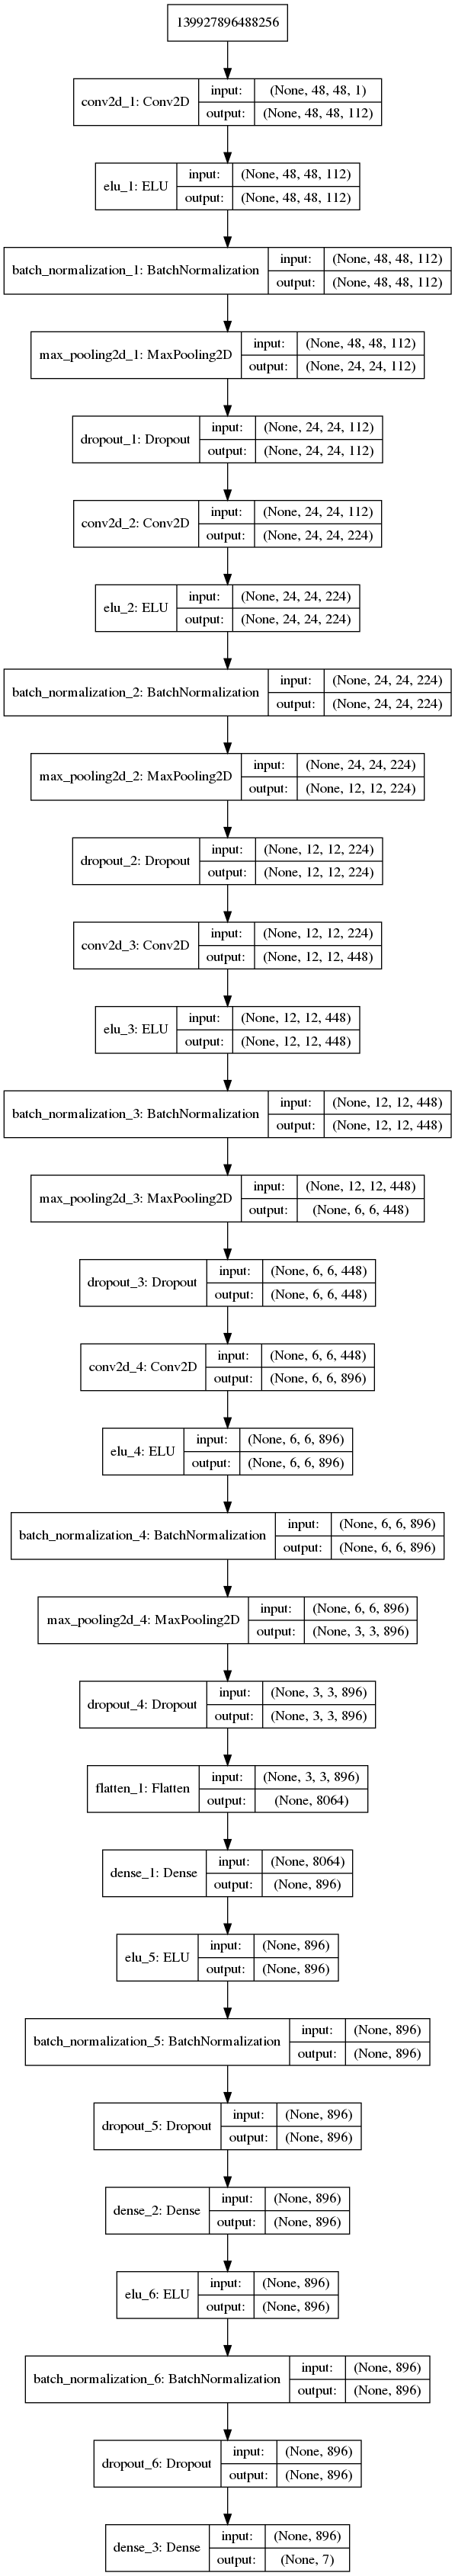 139927896488256
conv2d_1: Conv2D
input: (None, 48, 48, 1)
output: (None, 48, 48, 112)
elu_1: ELU
input: (None, 48, 48, 112)
output: (None, 48, 48, 112)
batch_normalization_1: BatchNormalization
input: (None, 48, 48, 112)
output: (None, 48, 48, 112)
max_pooling2d_1: MaxPooling2D
input: (None, 48, 48, 112)
output: (None, 24, 24, 112)
dropout_1: Dropout
input: (None, 24, 24, 112)
output: (None, 24, 24, 112)
conv2d_2: Conv2D
input: (None, 24, 24, 112)
output: (None, 24, 24, 224)
elu_2: ELU
input: (None, 24, 24, 224)
output: (None, 24, 24, 224)
batch_normalization_2: BatchNormalization
input: (None, 24, 24, 224)
output: (None, 24, 24, 224)
max_pooling2d_2: MaxPooling2D
input: (None, 24, 24, 224)
output: (None, 12, 12, 224)
dropout_2: Dropout
input: (None, 12, 12, 224)
output: (None, 12, 12, 224)
conv2d_3: Conv2D
input: (None, 12, 12, 224)
output: (None, 12, 12, 448)
elu_3: ELU
input: (None, 12, 12, 448)
output: (None, 12, 12, 448)
batch_normalization_3: BatchNormalization
input: (None, 12, 12, 448)
output: (None, 12, 12, 448)
max_pooling2d_3: MaxPooling2D
input: (None, 12, 12, 448)
output: (None, 6, 6, 448)
dropout_3: Dropout
input: (None, 6, 6, 448)
output: (None, 6, 6, 448)
conv2d_4: Conv2D
input: (None, 6, 6, 448)
output: (None, 6, 6, 896)
elu_4: ELU
input: (None, 6, 6, 896)
output: (None, 6, 6, 896)
batch_normalization_4: BatchNormalization
input: (None, 6, 6, 896)
output: (None, 6, 6, 896)
max_pooling2d_4: MaxPooling2D
input: (None, 6, 6, 896)
output: (None, 3, 3, 896)
dropout_4: Dropout
input: (None, 3, 3, 896)
output: (None, 3, 3, 896)
flatten_1: Flatten
input: (None, 3, 3, 896)
output: (None, 8064)
dense_1: Dense
input: (None, 8064)
output: (None, 896)
elu_5: ELU
input: (None, 896)
output: (None, 896)
batch_normalization_5: BatchNormalization
input: (None, 896)
output: (None, 896)
dropout_5: Dropout
input: (None, 896)
output: (None, 896)
dense_2: Dense
input: (None, 896)
output: (None, 896)
elu_6: ELU
input: (None, 896)
output: (None, 896)
batch_normalization_6: BatchNormalization
input: (None, 896)
output: (None, 896)
dropout_6: Dropout
input: (None, 896)
output: (None, 896)
dense_3: Dense
input: (None, 896)
output: (None, 7)